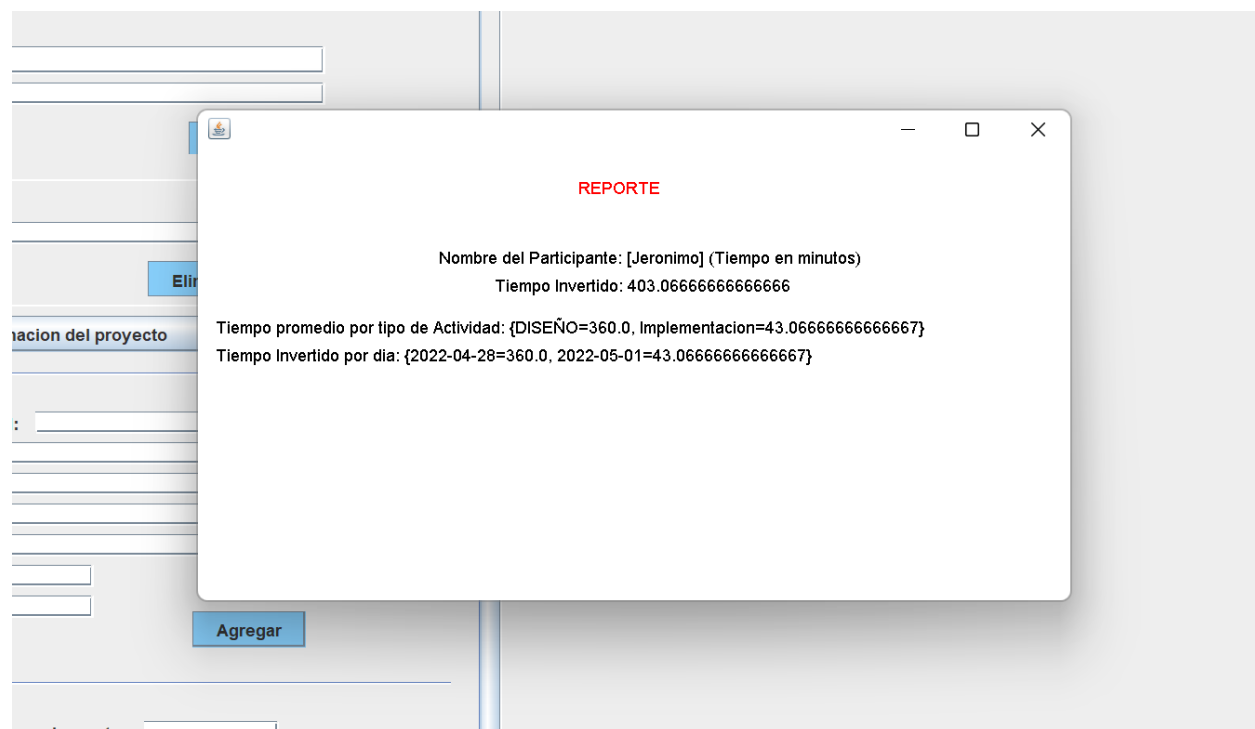 REPORTE
Nombre del Participante: [Jeronimo] (Tiempo en minutos)
Tiempo Invertido: 403.06666666666666
Tiempo promedio por tipo de Actividad: {DISEÑO=360.0, Implementacion=43.06666666666667}
Tiempo Invertido por dia: {2022-04-28=360.0, 2022-05-01=43.06666666666667}
Eli
macion del proyecto
:
Agregar